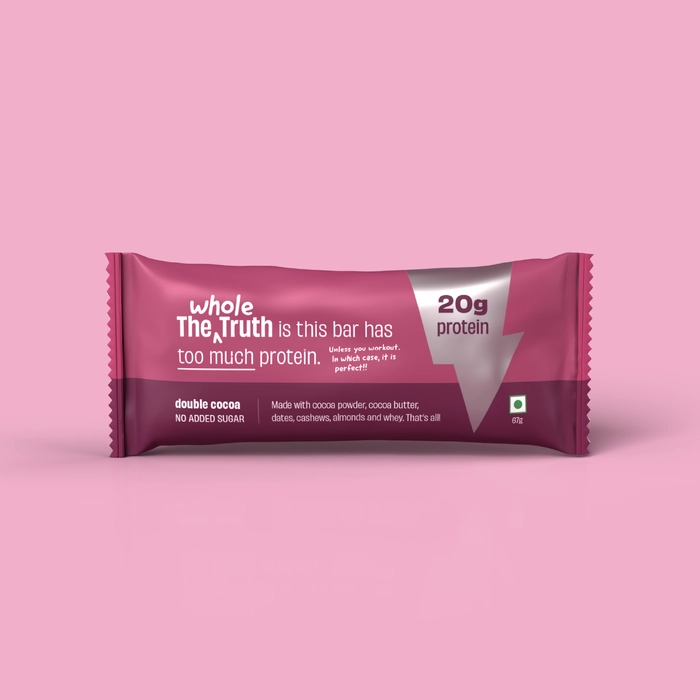 whole
The ^ Truth is this bar has
too much protein.
Unless you workout.
In which case, it is
perfect!!
20g
protein
double cocoa
NO ADDED SUGAR
Made with cocoa powder, cocoa butter,
dates, cashews, almonds and whey. That's all!
67g